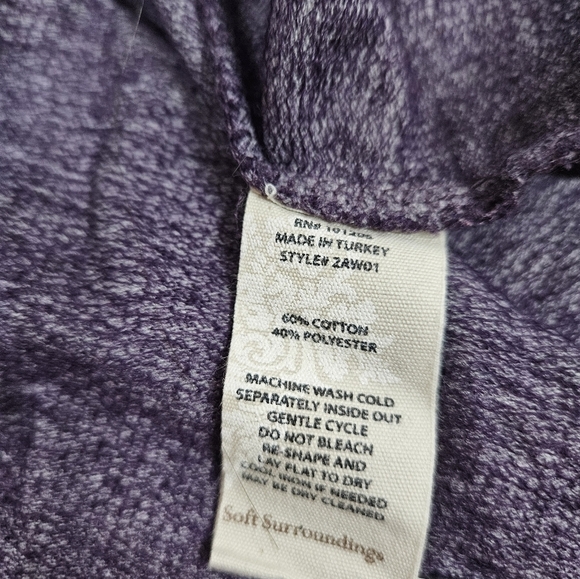 RN#
MADE IN TURKEY
STYLE# 2AW01
60% COTTON
40% POLYESTER
MACHINE WASH COLD
SEPARATELY INSIDE OUT
GENTLE CYCLE
DO NOT BLEACH
RE-SHAPE AND
LAY FLAT TO DRY
COOL IRON IF NEEDED
MAY BE DRY CLEANED
Soft Surroundings